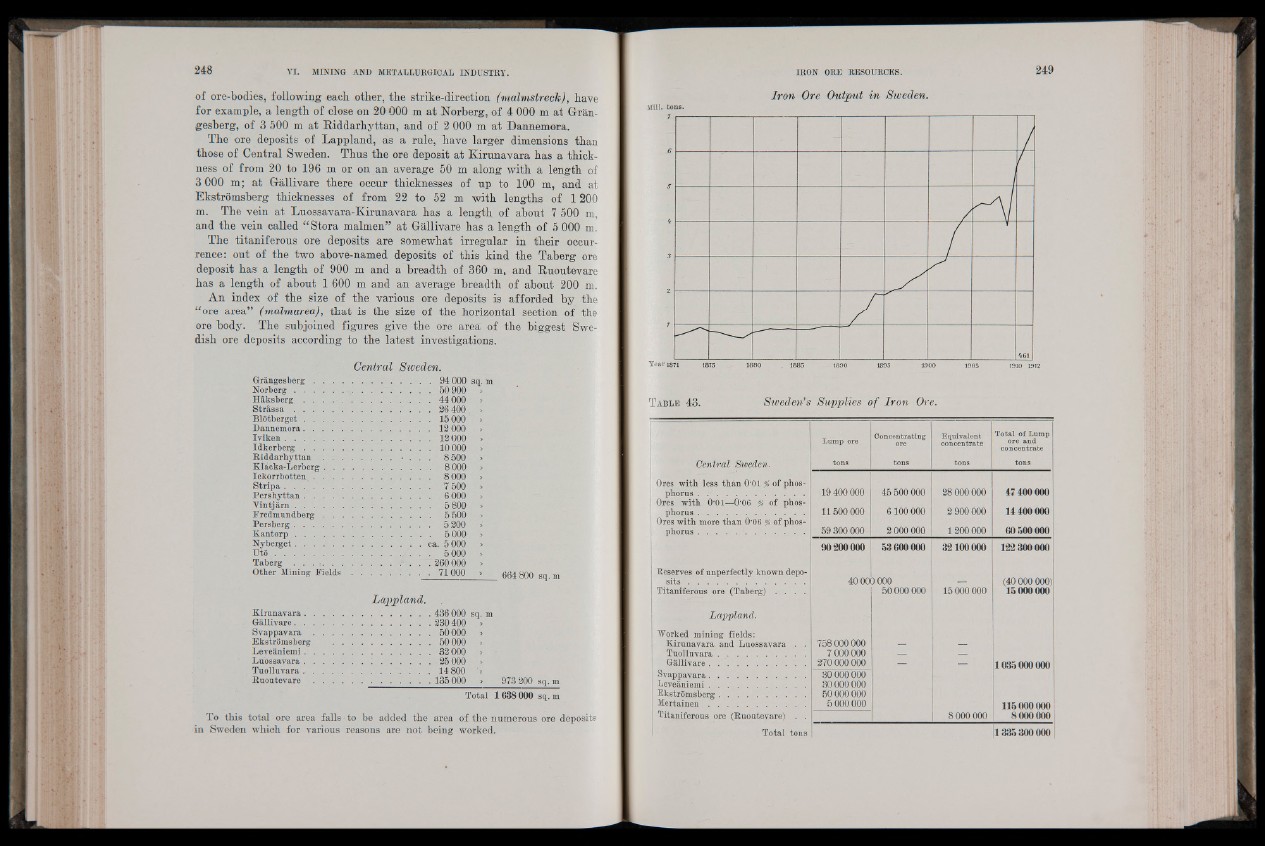 248 VI. MINING AND METALLURGICAL INDUSTRY.
of ore-bodies, following each other, the strike-direction (malmstreck), have
for example, a length of close on 20 000 m at Norberg, of 4 000 m at Grän-
gesberg, of 3 500 m at Riddarhyttan, and of 2 000 m at Dannemora.
The ore deposits of Lappland, as a rule, have larger dimensions than
those of Central Sweden. Thus the ore deposit at Kirunavara has a thick-
ness of from 20 to 196 m or on an average 50 m along with a length of
3 000 m; at Gällivare there occur thicknesses of up to 100 m, and at
Ekströmsberg thicknesses of from 22 to 52 m with lengths of 1 200
m. The vein at Luossavara-Kirunavara has a length of about 7 500 m,
and the vein called "Stora malmen" at Gällivare has a length of 5 000 m.
The titaniferous ore deposits are somewhat irregular in their occur-
rence: out of the two above-named deposits of this kind the Taberg ore
deposit has a length of 900 m and a breadth of 360 m, and Ruoutevare
has a length of about 1 600 m and an average breadth of about 200 m.
An index of the size of the various ore deposits is afforded by the
"ore area" (malmarea), that is the size of the horizontal section of the
ore body. The subjoined figures give the ore area of the biggest Swe-
dish ore deposits according to the latest investigations.
Central Sweden.
Grängesberg . . . . . . . . . . 94 000 sq. m
Norberg . . . . . . . . . . 50 900 »
Håksberg . . . . . . . . . . 44 000 »
Strässa . . . . . . . . . . 26 400 »
Blötberget . . . . . . . . . . 15 000 »
Dannemora . . . . . . . . . . 12 000 »
Iviken . . . . . . . . . . 12 000 »
Idkerberg . . . . . . . . . . 10 000 »
Riddarhyttan . . . . . . . . . . 8 500 »
Klacka-Lerberg . . . . . . . . . . 8 000 »
Iekorrbotten . . . . . . . . . . 8 000 »
Stripa . . . . . . . . . . 7 500 »
Pershyttan . . . . . . . . . . 6 000 »
Vintjärn . . . . . . . . . . 5 800 »
Fredmundberg . . . . . . . . . . 5 500 »
Persberg . . . . . . . . . . 5 200 »
Kantorp . . . . . . . . . . 5 000 »
Nyberget . . . . . . . . . . ca. 5 000 »
Utö . . . . . . . . . . 5 000 »
Taberg . . . . . . . . . . 260 000 »
Other Mining Fields . . . . . . . 71 000 » 664 800 sq. m
Lappland.
Kirunavara . . . . . . . . . . 436 000 sq. m
Gällivare . . . . . . . . . . 230 400 »
Svappavara . . . . . . . . . . 50 000 »
Ekströmsberg . . . . . . . . . . 50 000 »
Leveäniemi . . . . . . . . . . 32 000 »
Luossavara . . . . . . . . . . 25 000 »
Tuolluvara . . . . . . . . . . 14 800 »
Ruoutevare . . . . . . . . . . 135 000 » 973 200 sq. m
Total 1 638 000 sq. m
To this total ore area falls to be added the area of the numerous ore deposits
in Sweden which for various reasons are not being worked.
IRON ORE RESOURCES. 249
Iron Ore Output in Sweden.
Mill. tons.
7
6
5
4
3
2
1
461
Year 1871 1875 1880 1885 1890 1895 1900 1905 1910 1912
TABLE 43. Sweden's Supplies of Iron Ore.
Lump ore Concentrating ore Equivalent concentrate Total of Lump ore and concentrate
Central Sweden. tons tons tons tons
Ores with less than 0·01 % of phos-
phorus . . . . . . . . . . 19 400 000 45 500 000 28 000 000 47 400 000
Ores with 0·01—0·06 % of phos-
phorus . . . . . . . . . . 11 500 000 6 100 000 2 900 000 14 400 000
Ores with more than 0·06 % of phos-
phorus . . . . . . . . . . 59 300 000 2 000 000 1 200 000 60 500 000
90 200 000 53 600 000 32 100 000 122 300 000
Reserves of unperfectly known depo-
sits . . . . . . . . . . 40 000 000 — (40 000 000)
Titaniferous ore (Taberg) . . . . 50 000 000 15 000 000 15 000 000
Lappland.
Worked mining fields:
Kirunavara and Luossavara . . 758 000 000 — —
Tuolluvara . . . . . . . . . . 7 000 000 — —
Gällivare . . . . . . . . . . 270 000 000 — — 1 035 000 000
Svappavara . . . . . . . . . . 30 000 000
Leveäniemi . . . . . . . . . . 30 000 000
Ekströmsberg . . . . . . . . . . 50 000 000
Mertainen . . . . . . . . . . 5 000 000 115 000 000
Titaniferous ore (Ruoutevare) . . 8 000 000 8 000 000
Total tons 1 335 300 000